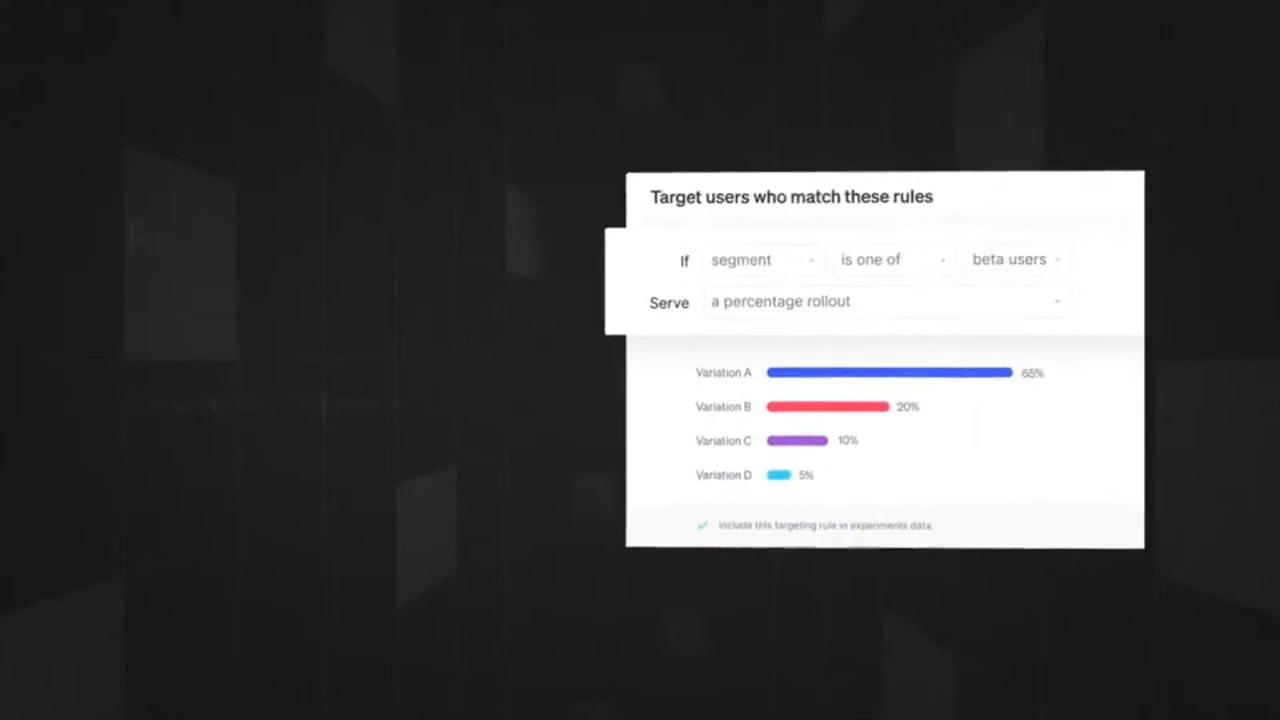 Target users who match these rules
If segment is one of beta users
Serve a percentage rollout
Variation A 65%
Variation B 20%
Variation C 10%
Variation D 5%
Include this targeting rule in experiments data.